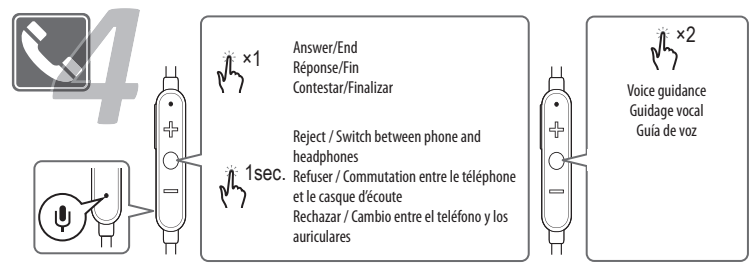 4
×1
Answer/End
Réponse/Fin
Contestar/Finalizar
1sec.
Reject / Switch between phone and
headphones
Refuser / Commutation entre le téléphone
et le casque d'écoute
Rechazar / Cambio entre el teléfono y los
auriculares
×2
Voice guidance
Guidage vocal
Guía de voz